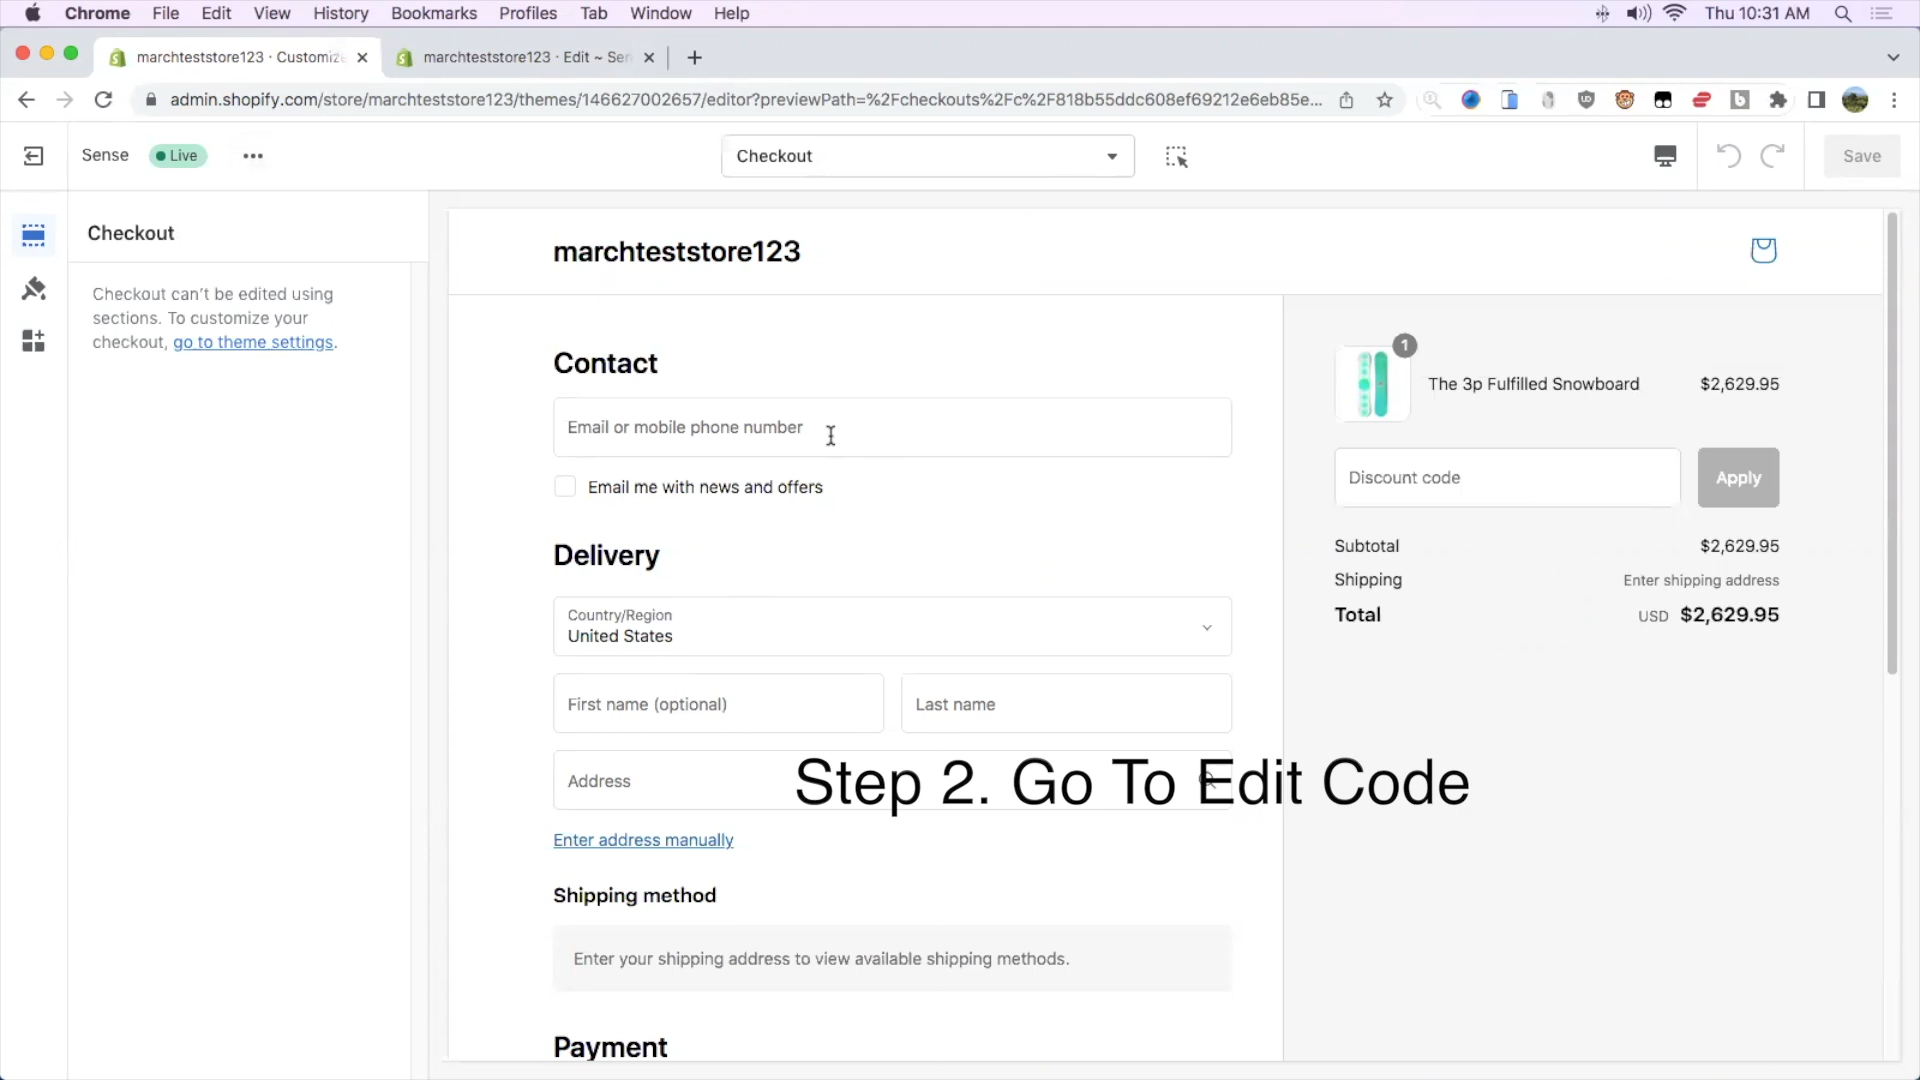 Chrome File Edit View History Bookmarks Profiles Tab Window Help Thu 10:31 AM
marchteststore123 · Customize marchteststore123 · Edit ~ Sen
admin.shopify.com/store/marchteststore123/themes/146627002657/editor?previewPath=%2Fcheckouts%2Fc%2F818b55ddc608ef69212e6eb85e...
Sense Live Checkout Save
Checkout
Checkout can't be edited using
sections. To customize your
checkout, go to theme settings.
marchteststore123
Contact
Email or mobile phone number
Email me with news and offers
Delivery
Country/Region
United States
First name (optional) Last name
Address
Step 2. Go To Edit Code
Enter address manually
Shipping method
Enter your shipping address to view available shipping methods.
Payment
1
The 3p Fulfilled Snowboard $2,629.95
Discount code Apply
Subtotal $2,629.95
Shipping Enter shipping address
Total USD $2,629.95